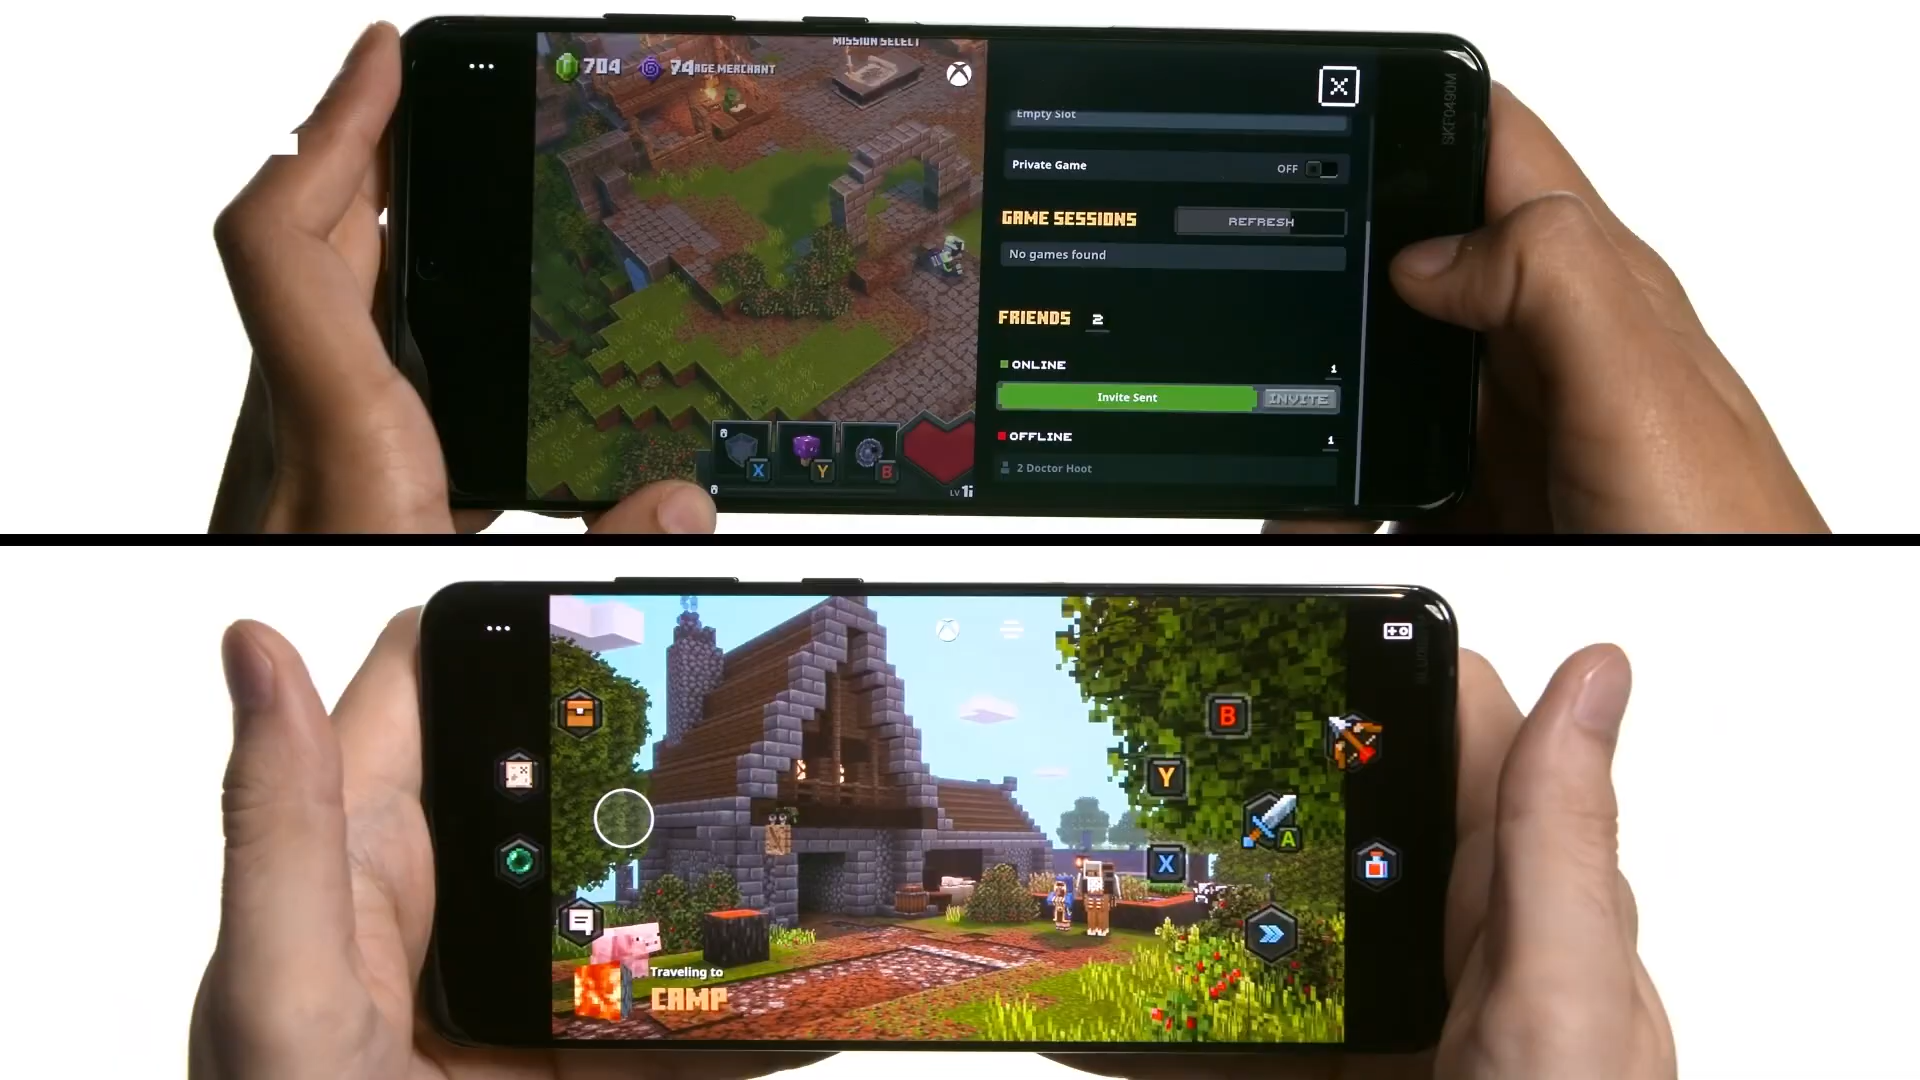 MISSION SELECT
704
74
AGE MERCHANT
Empty Slot
Private Game
OFF
GAME SESSIONS
REFRESH
No games found
FRIENDS 2
ONLINE
1
Invite Sent
INVITE
OFFLINE
1
2 Doctor Hoot
X
Y
B
LV 11
SKF0490M
B
Y
A
X
Traveling to
CAMP